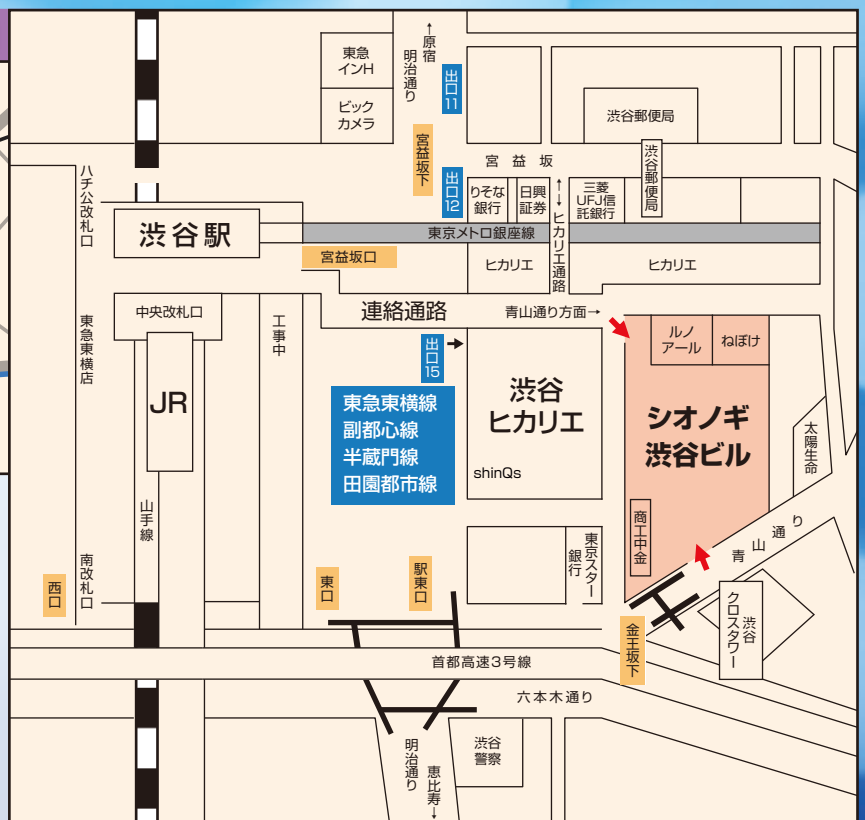 東急
インH
ビック
カメラ
↑原宿
明治通り
出口11
渋谷郵便局
宮益坂下
宮益坂
渋谷郵便局
ハチ公改札口
出口12
りそな
銀行
日興
証券
←→ヒカリエ通路
三菱
UFJ信
託銀行
渋谷駅
東京メトロ銀座線
宮益坂口
ヒカリエ
ヒカリエ
中央改札口
連絡通路
青山通り方面→
東急東横店
工事中
出口15
→
ルノ
アール
ねぼけ
JR
東急東横線
副都心線
半蔵門線
田園都市線
渋谷
ヒカリエ
shinQs
シオノギ
渋谷ビル
太陽生命
山手線
商工中金
青山通り
東京スター
銀行
南改札口
西口
東口
駅東口
金王坂下
渋谷
クロスタワー
首都高速3号線
六本木通り
明治通り
恵比寿→
渋谷
警察